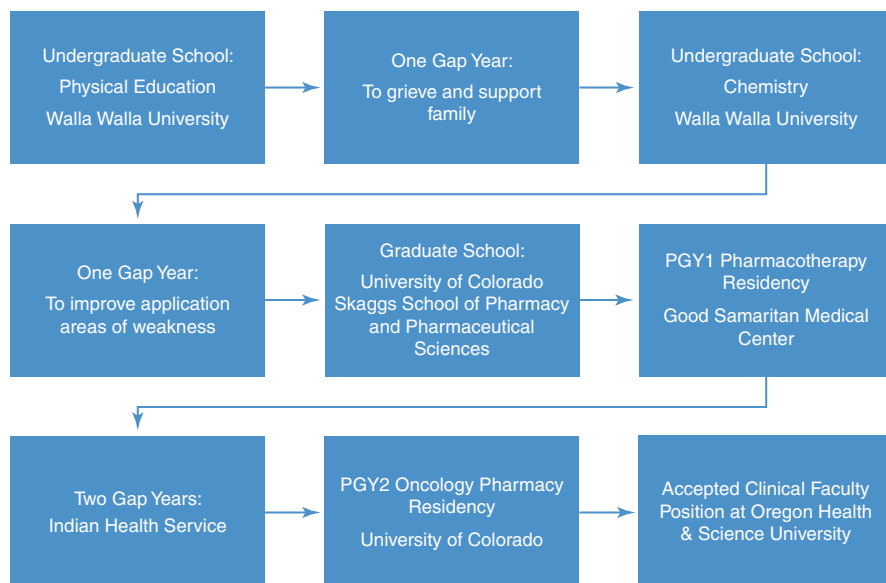 Undergraduate School:
Physical Education
Walla Walla University
One Gap Year:
To grieve and support
family
Undergraduate School:
Chemistry
Walla Walla University
One Gap Year:
To improve application
areas of weakness
Graduate School:
University of Colorado
Skaggs School of Pharmacy
and Pharmaceutical
Sciences
PGY1 Pharmacotherapy
Residency
Good Samaritan Medical
Center
Two Gap Years:
Indian Health Service
PGY2 Oncology Pharmacy
Residency
University of Colorado
Accepted Clinical Faculty
Position at Oregon Health
& Science University